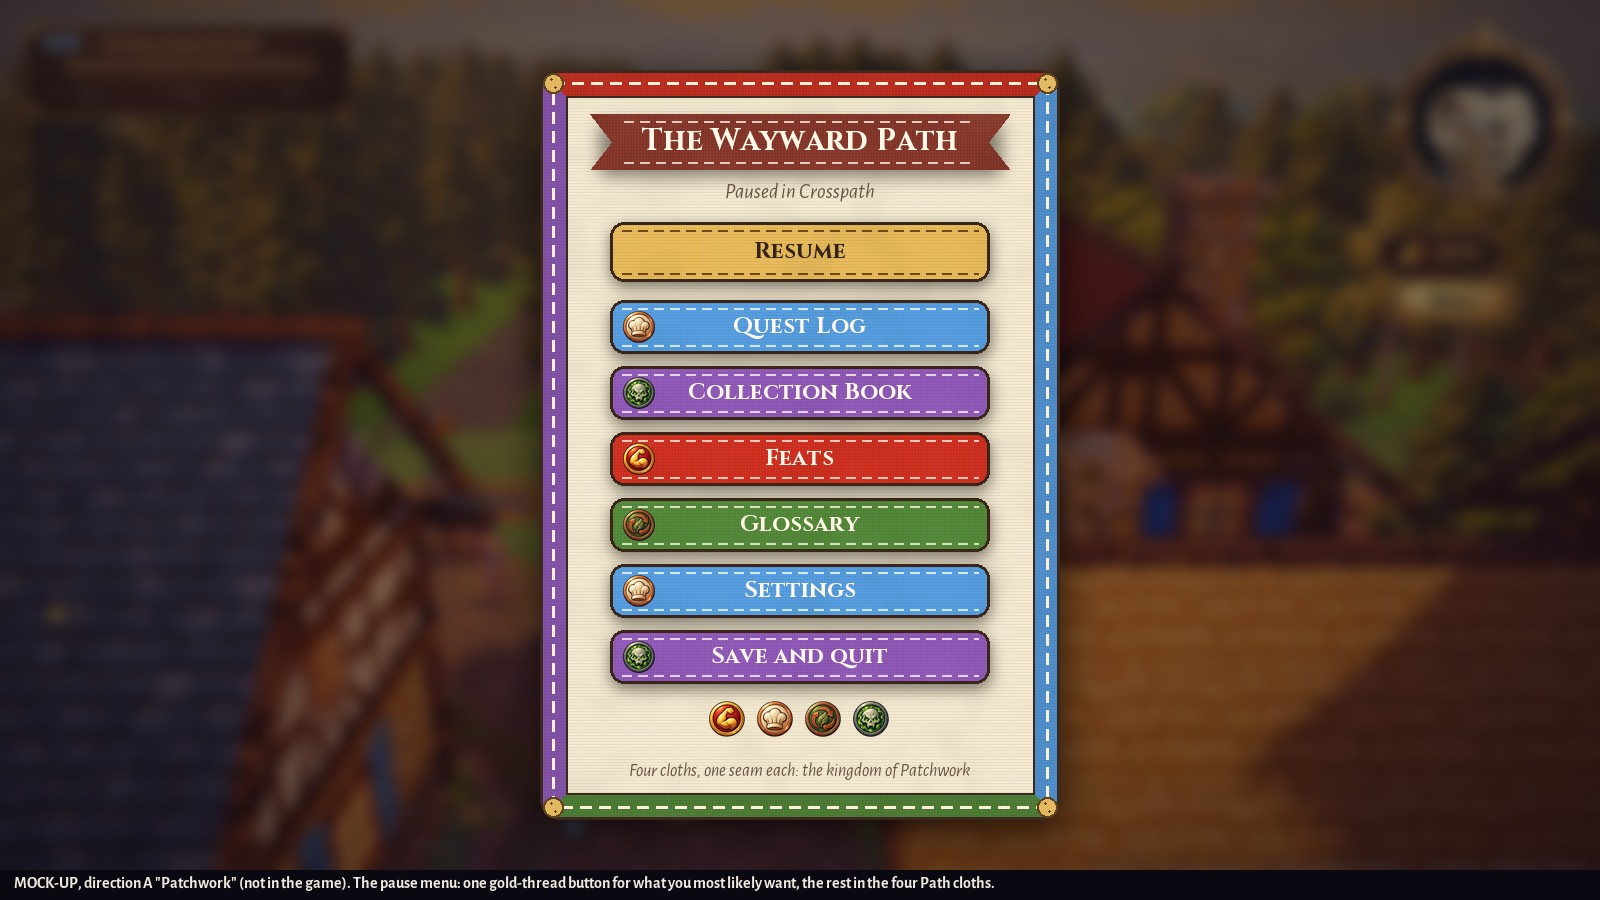 The Wayward Path
Paused in Crosspath
Resume
Quest Log
Collection Book
Feats
Glossary
Settings
Save and quit
Four cloths, one seam each: the kingdom of Patchwork
MOCK-UP, direction A "Patchwork" (not in the game). The pause menu: one gold-thread button for what you most likely want, the rest in the four Path cloths.